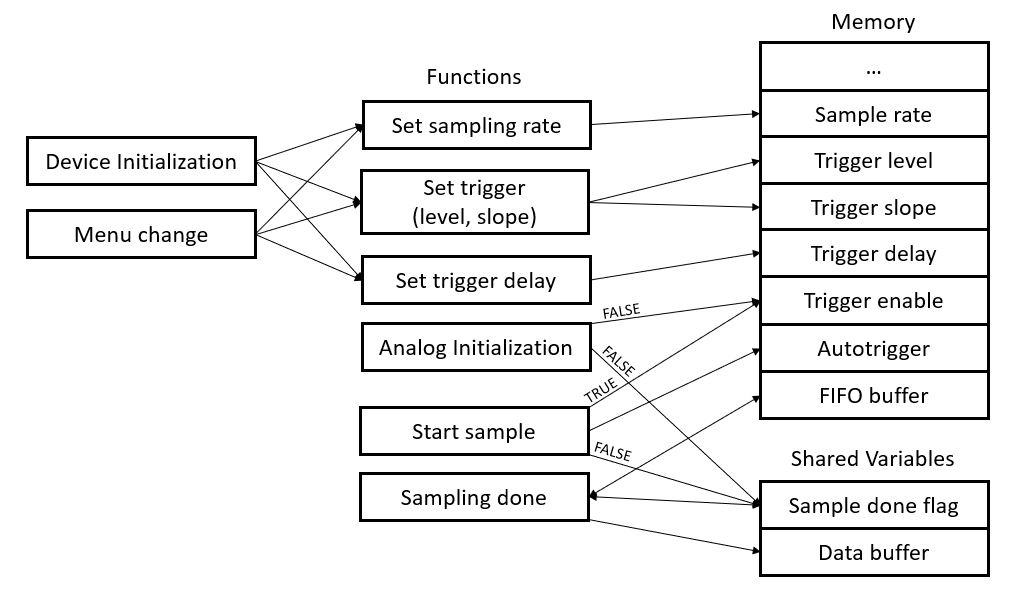 Memory
...
Functions
Set sampling rate
Sample rate
Device Initialization
Trigger level
Set trigger
(level, slope)
Trigger slope
Menu change
Trigger delay
Set trigger delay
Trigger enable
FALSE
Analog Initialization
FALSE
Autotrigger
TRUE
FIFO buffer
Start sample
FALSE
Shared Variables
Sampling done
Sample done flag
Data buffer